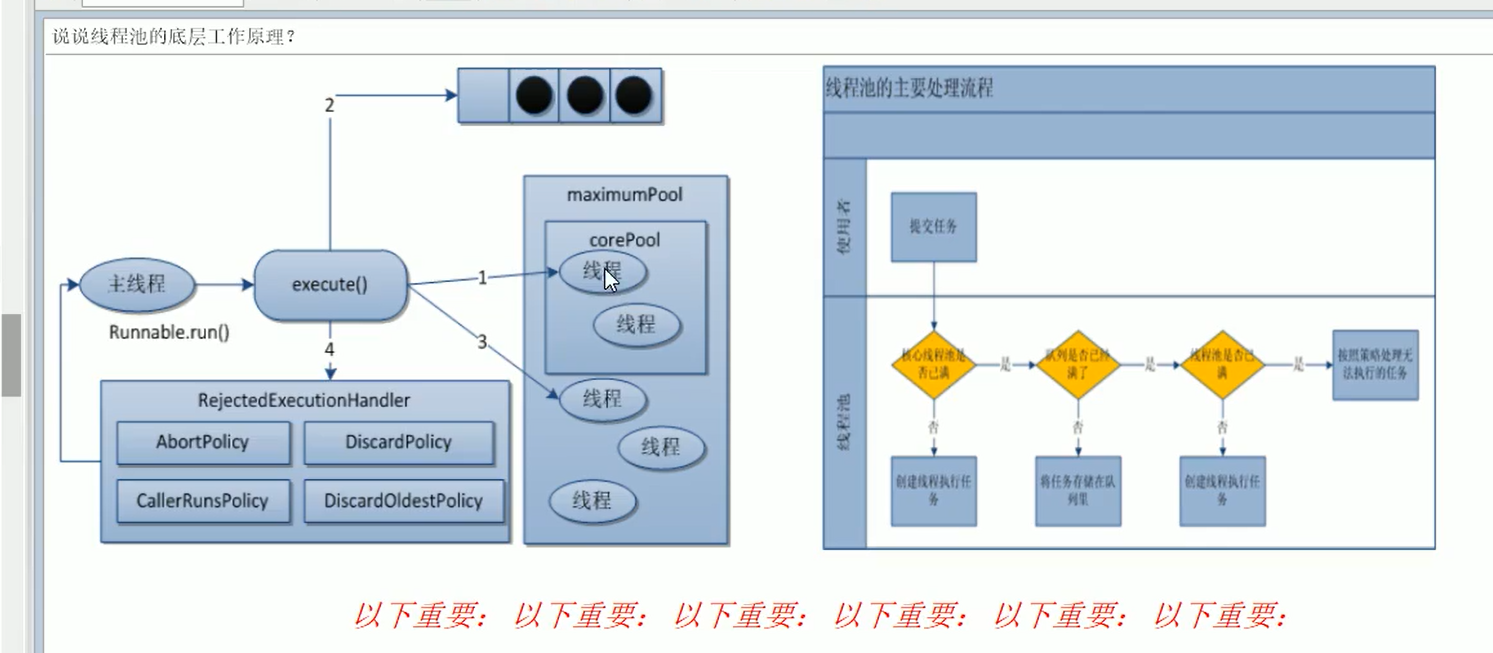 说说线程池的底层工作原理？
2
maximumPool
corePool
线程
线程
主线程
execute()
1
Runnable.run()
3
4
线程
线程
线程
RejectedExecutionHandler
AbortPolicy
DiscardPolicy
CallerRunsPolicy
DiscardOldestPolicy
线程池的主要处理流程
使用者
提交任务
线程池
核心线程池是
否已满
是
队列是否已经
满了
是
线程池是否已
满
是
按照策略处理无
法执行的任务
否
否
否
创建线程执行任
务
将任务存储在队
列里
创建线程执行任
务
以下重要： 以下重要： 以下重要： 以下重要： 以下重要： 以下重要：